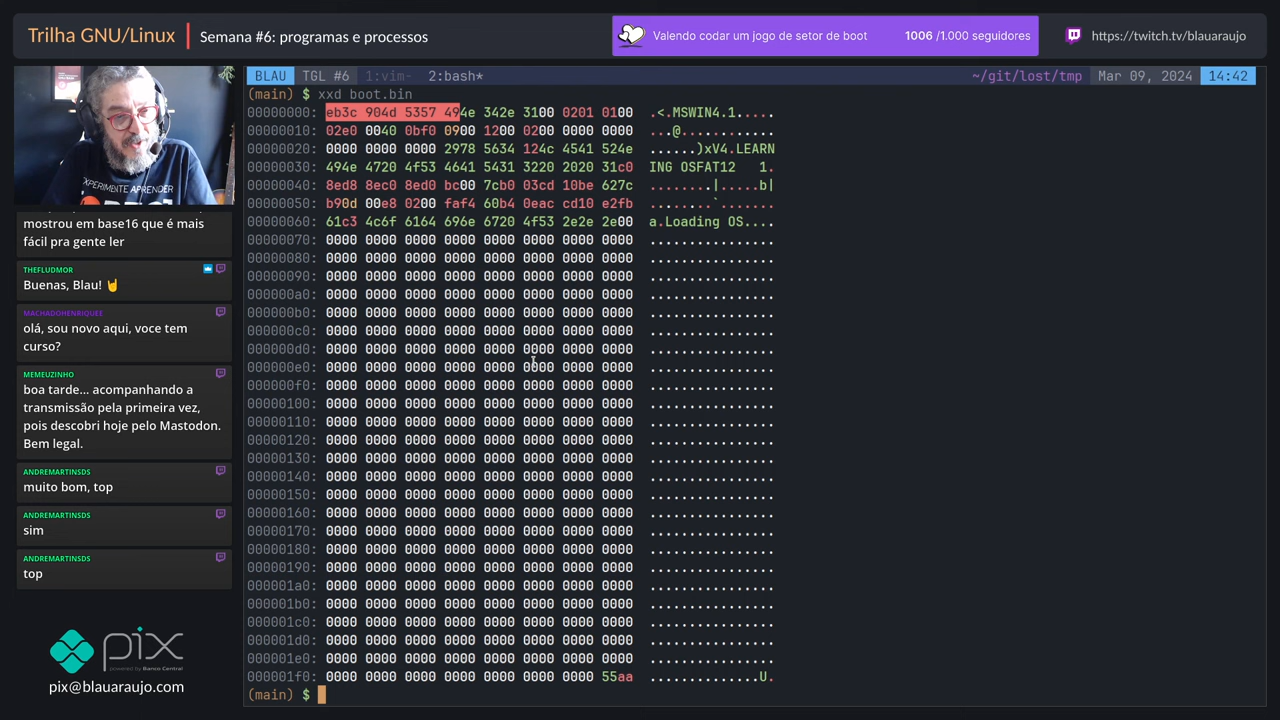 Trilha GNU/Linux
Semana #6: programas e processos
Valendo codar um jogo de setor de boot 1006 /1.000 seguidores
https://twitch.tv/blauaraujo
mostrou em base16 que é mais
fácil pra gente ler
THEFLUDMOR
Buenas, Blau! 🤘
MACHADOHENRIQUEE
olá, sou novo aqui, voce tem
curso?
MEMEUZINHO
boa tarde... acompanhando a
transmissão pela primeira vez,
pois descobri hoje pelo Mastodon.
Bem legal.
ANDREMARTINSDS
muito bom, top
ANDREMARTINSDS
sim
ANDREMARTINSDS
top
pix
powered by Banco Central
pix@blauaraujo.com
BLAU TGL #6 1:vim- 2:bash* ~/git/lost/tmp Mar 09, 2024 14:42
(main) $ xxd boot.bin
00000000: eb3c 904d 5357 494e 342e 3100 0201 0100 .<.MSWIN4.1.....
00000010: 02e0 0040 0bf0 0900 1200 0200 0000 0000 ...@............
00000020: 0000 0000 0000 2978 5634 124c 4541 524e ......)xV4.LEARN
00000030: 494e 4720 4f53 4641 5431 3220 2020 31c0 ING OSFAT12   1.
00000040: 8ed8 8ec0 8ed0 bc00 7cb0 03cd 10be 627c ........|.....b|
00000050: b90d 00e8 0200 faf4 60b4 0eac cd10 e2fb ........`.......
00000060: 61c3 4c6f 6164 696e 6720 4f53 2e2e 2e00 a.Loading OS....
00000070: 0000 0000 0000 0000 0000 0000 0000 0000 ................
00000080: 0000 0000 0000 0000 0000 0000 0000 0000 ................
00000090: 0000 0000 0000 0000 0000 0000 0000 0000 ................
000000a0: 0000 0000 0000 0000 0000 0000 0000 0000 ................
000000b0: 0000 0000 0000 0000 0000 0000 0000 0000 ................
000000c0: 0000 0000 0000 0000 0000 0000 0000 0000 ................
000000d0: 0000 0000 0000 0000 0000 0000 0000 0000 ................
000000e0: 0000 0000 0000 0000 0000 0000 0000 0000 ................
000000f0: 0000 0000 0000 0000 0000 0000 0000 0000 ................
00000100: 0000 0000 0000 0000 0000 0000 0000 0000 ................
00000110: 0000 0000 0000 0000 0000 0000 0000 0000 ................
00000120: 0000 0000 0000 0000 0000 0000 0000 0000 ................
00000130: 0000 0000 0000 0000 0000 0000 0000 0000 ................
00000140: 0000 0000 0000 0000 0000 0000 0000 0000 ................
00000150: 0000 0000 0000 0000 0000 0000 0000 0000 ................
00000160: 0000 0000 0000 0000 0000 0000 0000 0000 ................
00000170: 0000 0000 0000 0000 0000 0000 0000 0000 ................
00000180: 0000 0000 0000 0000 0000 0000 0000 0000 ................
00000190: 0000 0000 0000 0000 0000 0000 0000 0000 ................
000001a0: 0000 0000 0000 0000 0000 0000 0000 0000 ................
000001b0: 0000 0000 0000 0000 0000 0000 0000 0000 ................
000001c0: 0000 0000 0000 0000 0000 0000 0000 0000 ................
000001d0: 0000 0000 0000 0000 0000 0000 0000 0000 ................
000001e0: 0000 0000 0000 0000 0000 0000 0000 0000 ................
000001f0: 0000 0000 0000 0000 0000 0000 0000 55aa ..............U.
(main) $